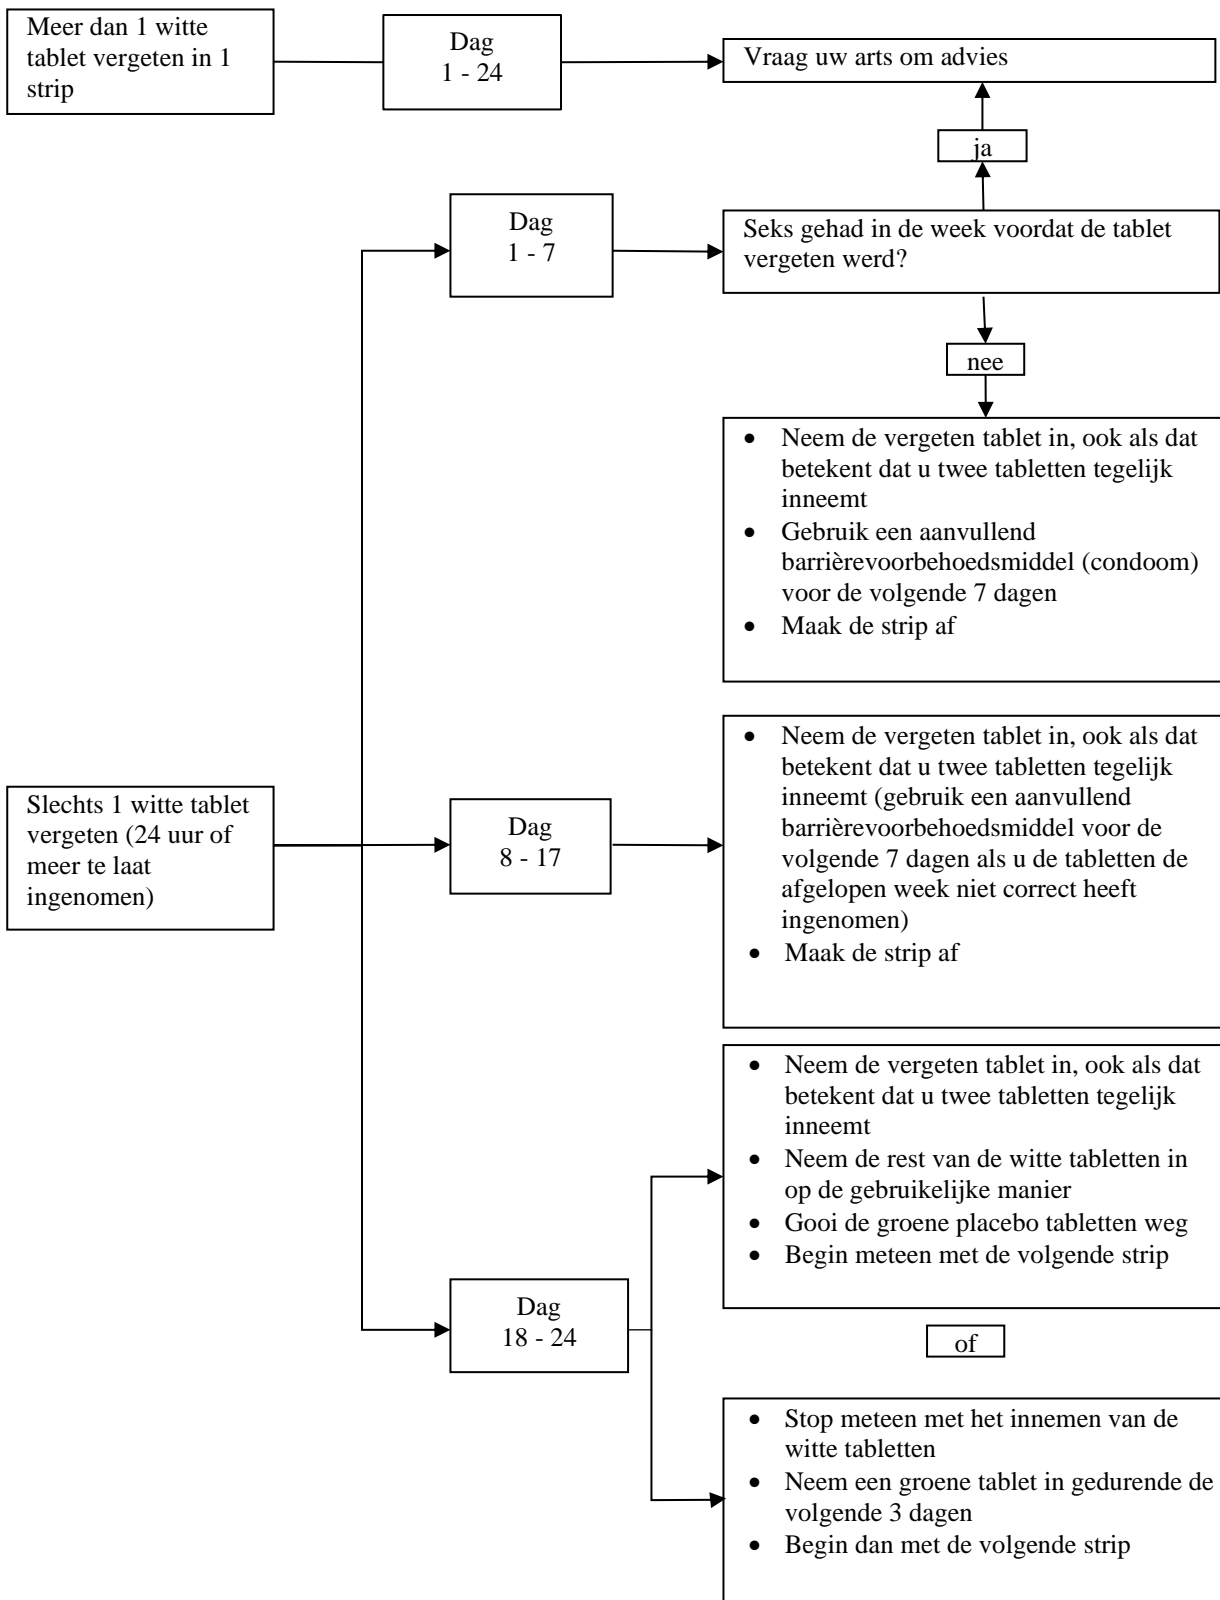 Meer dan 1 witte
tablet vergeten in 1
strip
Dag
1 - 24
Vraag uw arts om advies
ja
Dag
1 - 7
Seks gehad in de week voordat de tablet
vergeten werd?
nee
• Neem de vergeten tablet in, ook als dat
betekent dat u twee tabletten tegelijk
inneemt
• Gebruik een aanvullend
barrièrevoorbehoedsmiddel (condoom)
voor de volgende 7 dagen
• Maak de strip af
Slechts 1 witte tablet
vergeten (24 uur of
meer te laat
ingenomen)
Dag
8 - 17
• Neem de vergeten tablet in, ook als dat
betekent dat u twee tabletten tegelijk
inneemt (gebruik een aanvullend
barrièrevoorbehoedsmiddel voor de
volgende 7 dagen als u de tabletten de
afgelopen week niet correct heeft
ingenomen)
• Maak de strip af
Dag
18 - 24
• Neem de vergeten tablet in, ook als dat
betekent dat u twee tabletten tegelijk
inneemt
• Neem de rest van de witte tabletten in
op de gebruikelijke manier
• Gooi de groene placebo tabletten weg
• Begin meteen met de volgende strip
of
• Stop meteen met het innemen van de
witte tabletten
• Neem een groene tablet in gedurende de
volgende 3 dagen
• Begin dan met de volgende strip